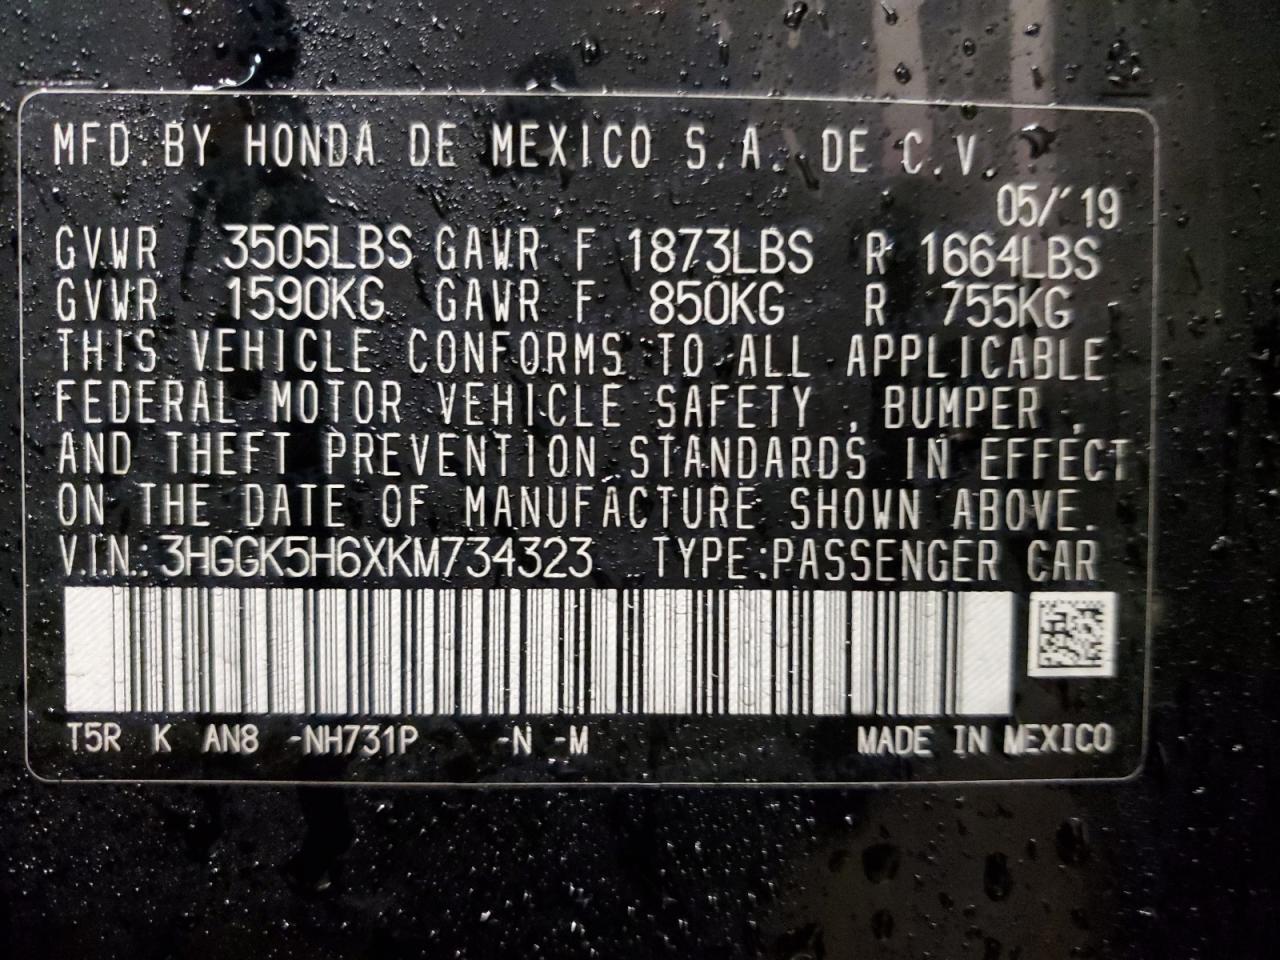 MFD.BY HONDA DE MEXICO S.A. DE C.V.
05/'19
GVWR 3505LBS GAWR F 1873LBS R 1664LBS
GVWR 1590KG GAWR F 850KG R 755KG
THIS VEHICLE CONFORMS TO ALL APPLICABLE
FEDERAL MOTOR VEHICLE SAFETY , BUMPER ,
AND THEFT PREVENTION STANDARDS IN EFFECT
ON THE DATE OF MANUFACTURE SHOWN ABOVE.
V.I.N.: 3HGGK5H6XKM734323 TYPE:PASSENGER CAR
T5R K AN8 -NH731P -N -M MADE IN MEXICO